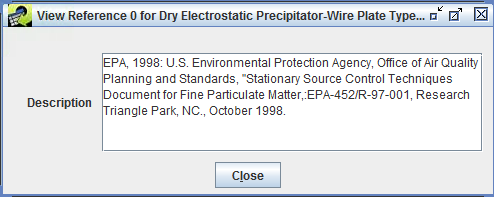 View Reference 0 for Dry Electrostatic Precipitator-Wire Plate Type...
EPA, 1998: U.S. Environmental Protection Agency, Office of Air Quality
Planning and Standards, "Stationary Source Control Techniques
Document for Fine Particulate Matter,:EPA-452/R-97-001, Research
Triangle Park, NC., October 1998.
Description
Close